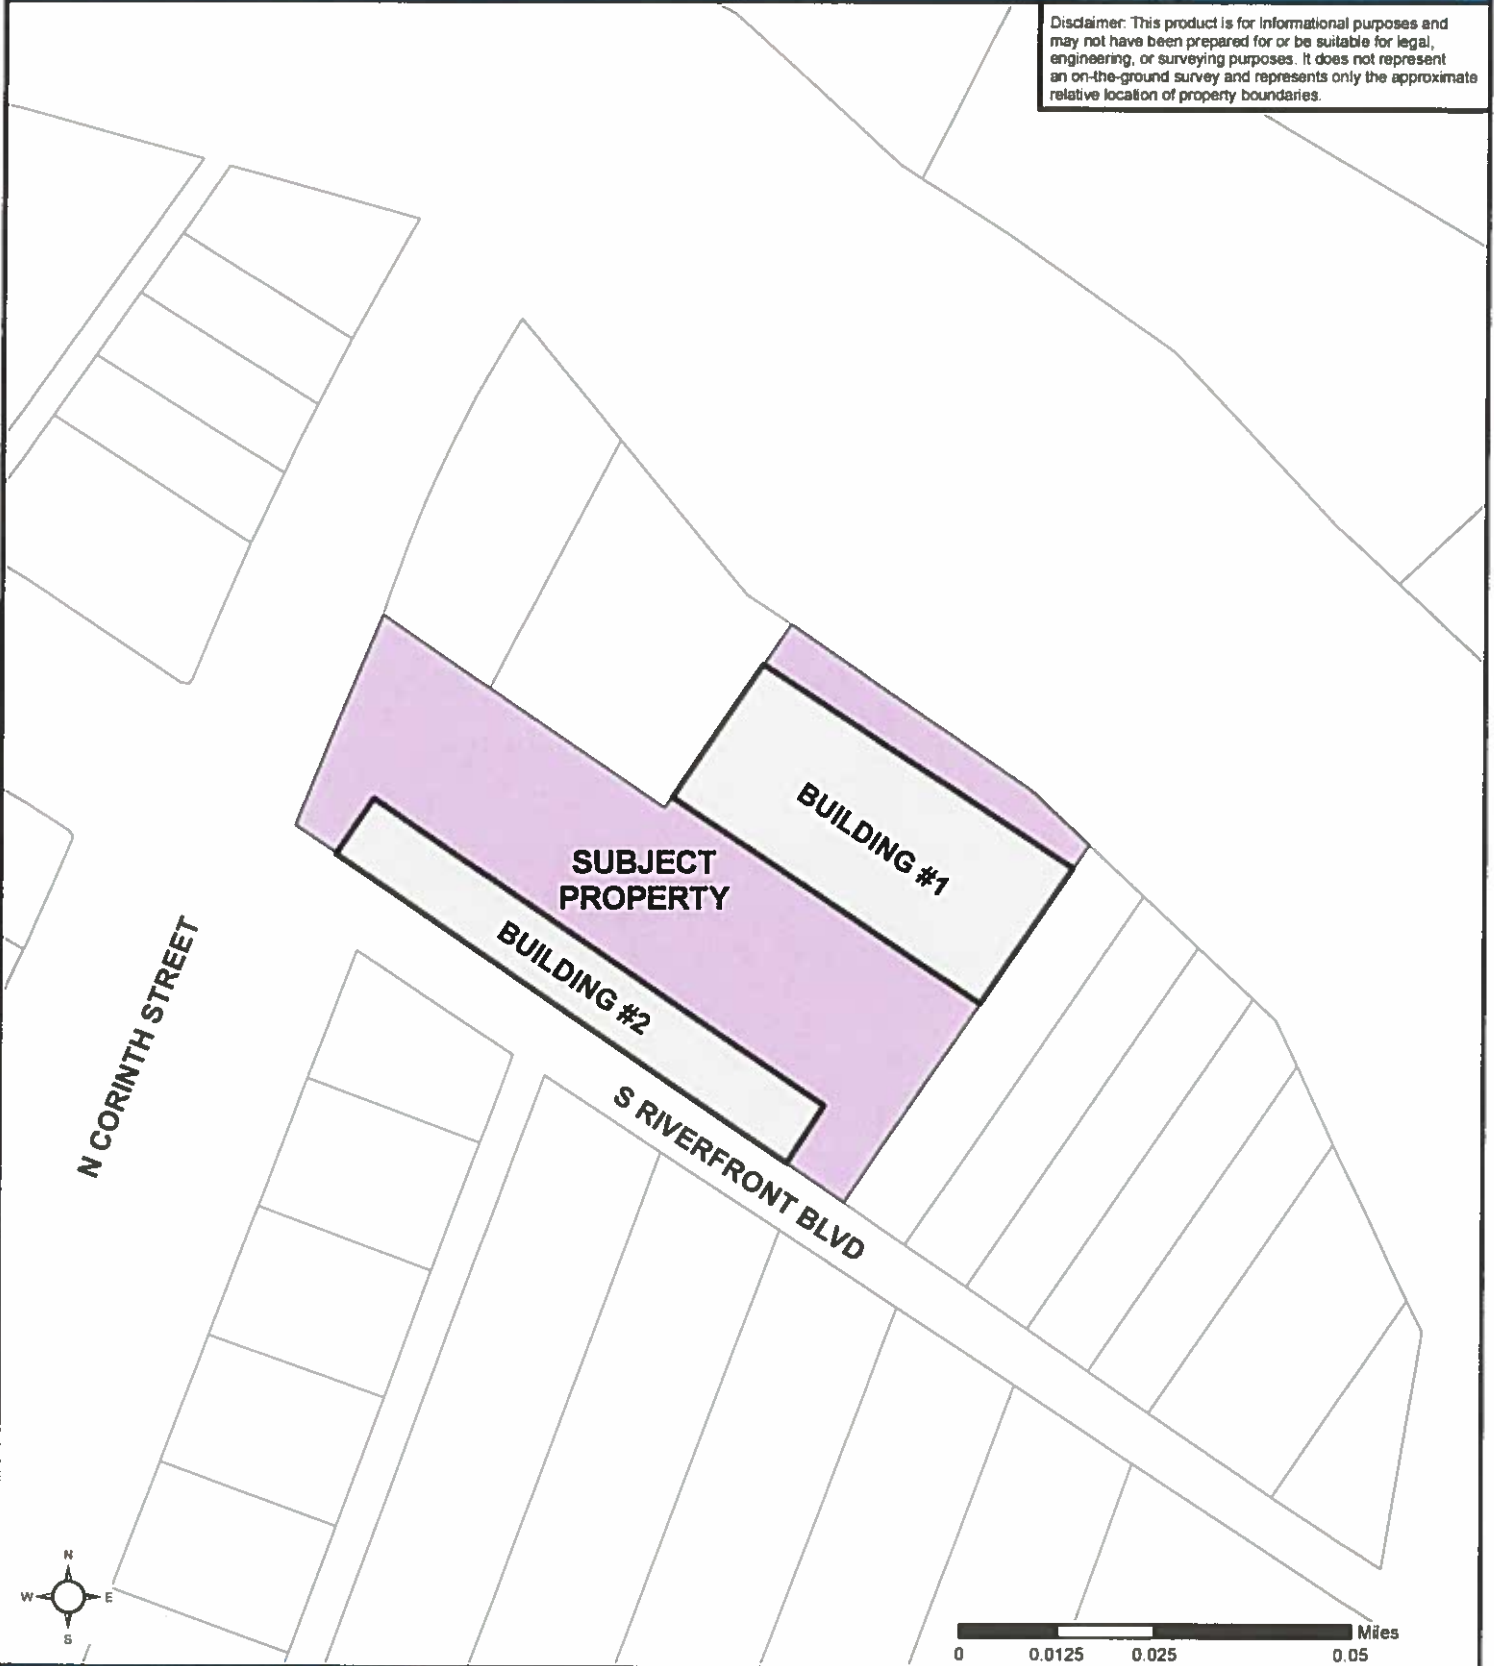 Disclaimer: This product is for informational purposes and
may not have been prepared for or be suitable for legal,
engineering, or surveying purposes. It does not represent
an on-the-ground survey and represents only the approximate
relative location of property boundaries.
BUILDING #1
SUBJECT
PROPERTY
BUILDING #2
N CORINTH STREET
S RIVERFRONT BLVD
N
W E
S
Miles
0 0.0125 0.025 0.05